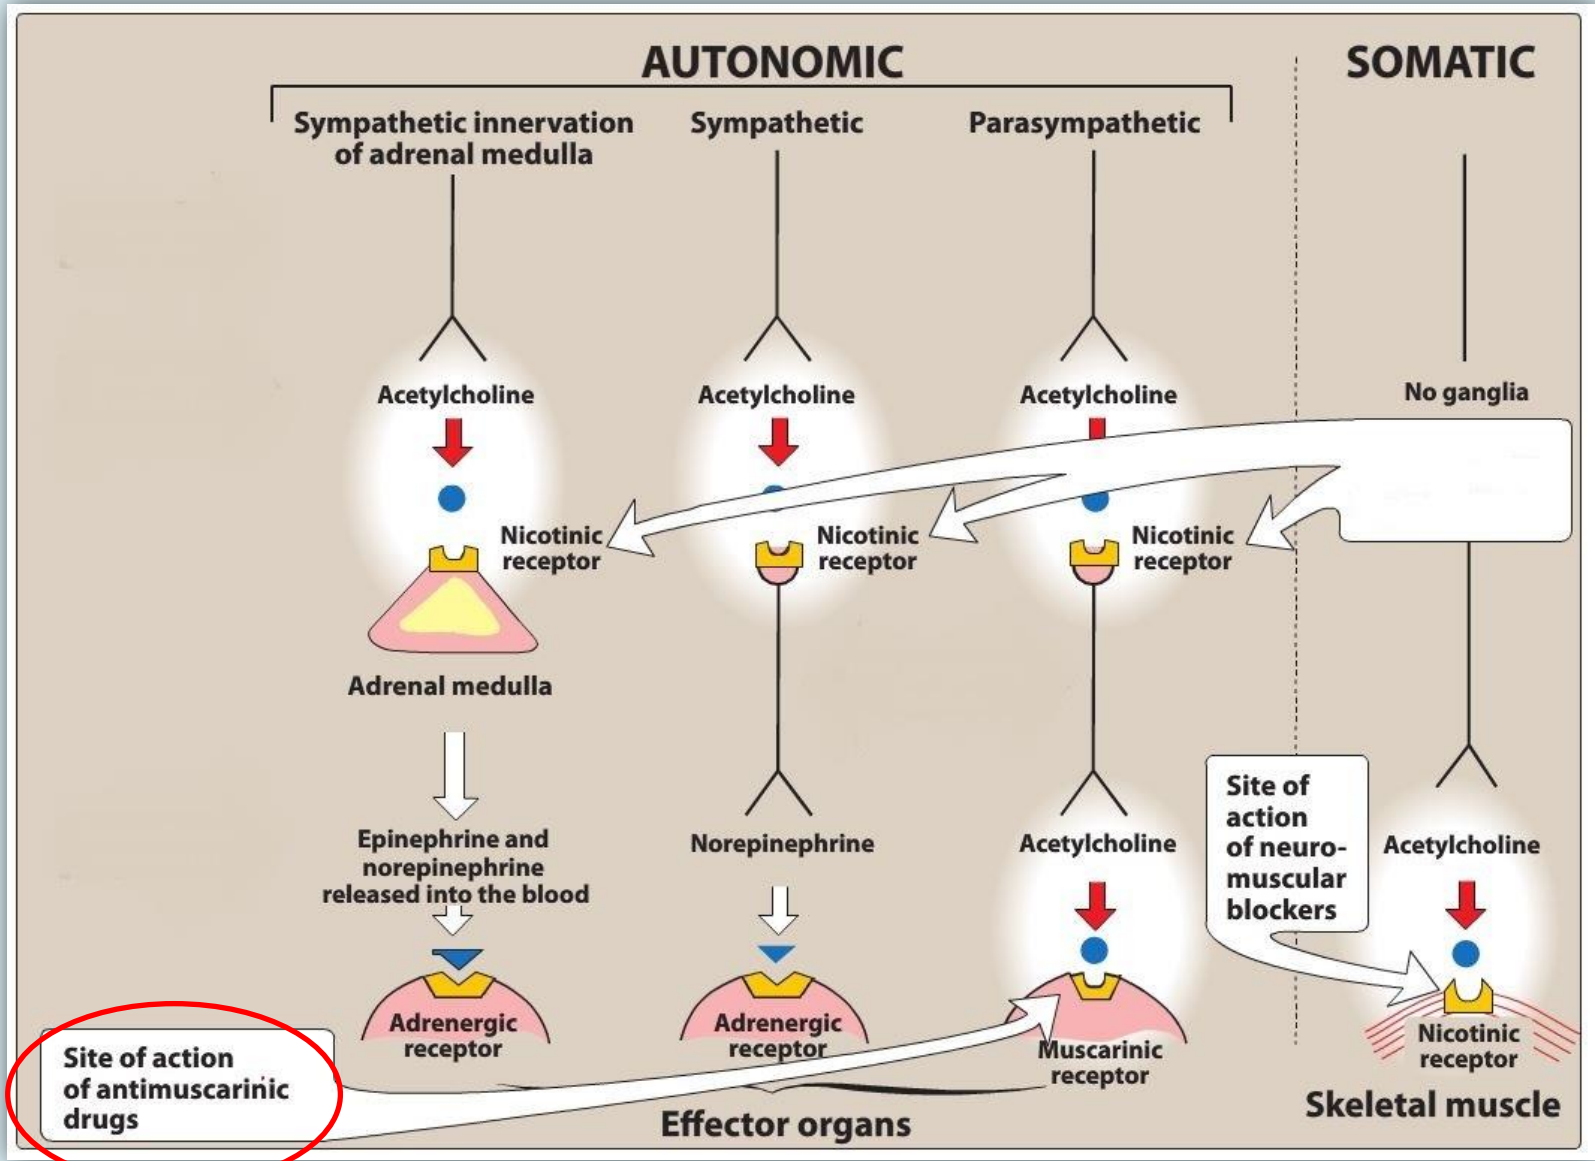 AUTONOMIC
SOMATIC
Sympathetic innervation
of adrenal medulla
Sympathetic
Parasympathetic
Acetylcholine
Acetylcholine
Acetylcholine
No ganglia
Nicotinic
receptor
Nicotinic
receptor
Nicotinic
receptor
Adrenal medulla
Epinephrine and
norepinephrine
released into the blood
Norepinephrine
Acetylcholine
Site of
action
of neuro-
muscular
blockers
Acetylcholine
Adrenergic
receptor
Adrenergic
receptor
Muscarinic
receptor
Nicotinic
receptor
Site of action
of antimuscarinic
drugs
Effector organs
Skeletal muscle